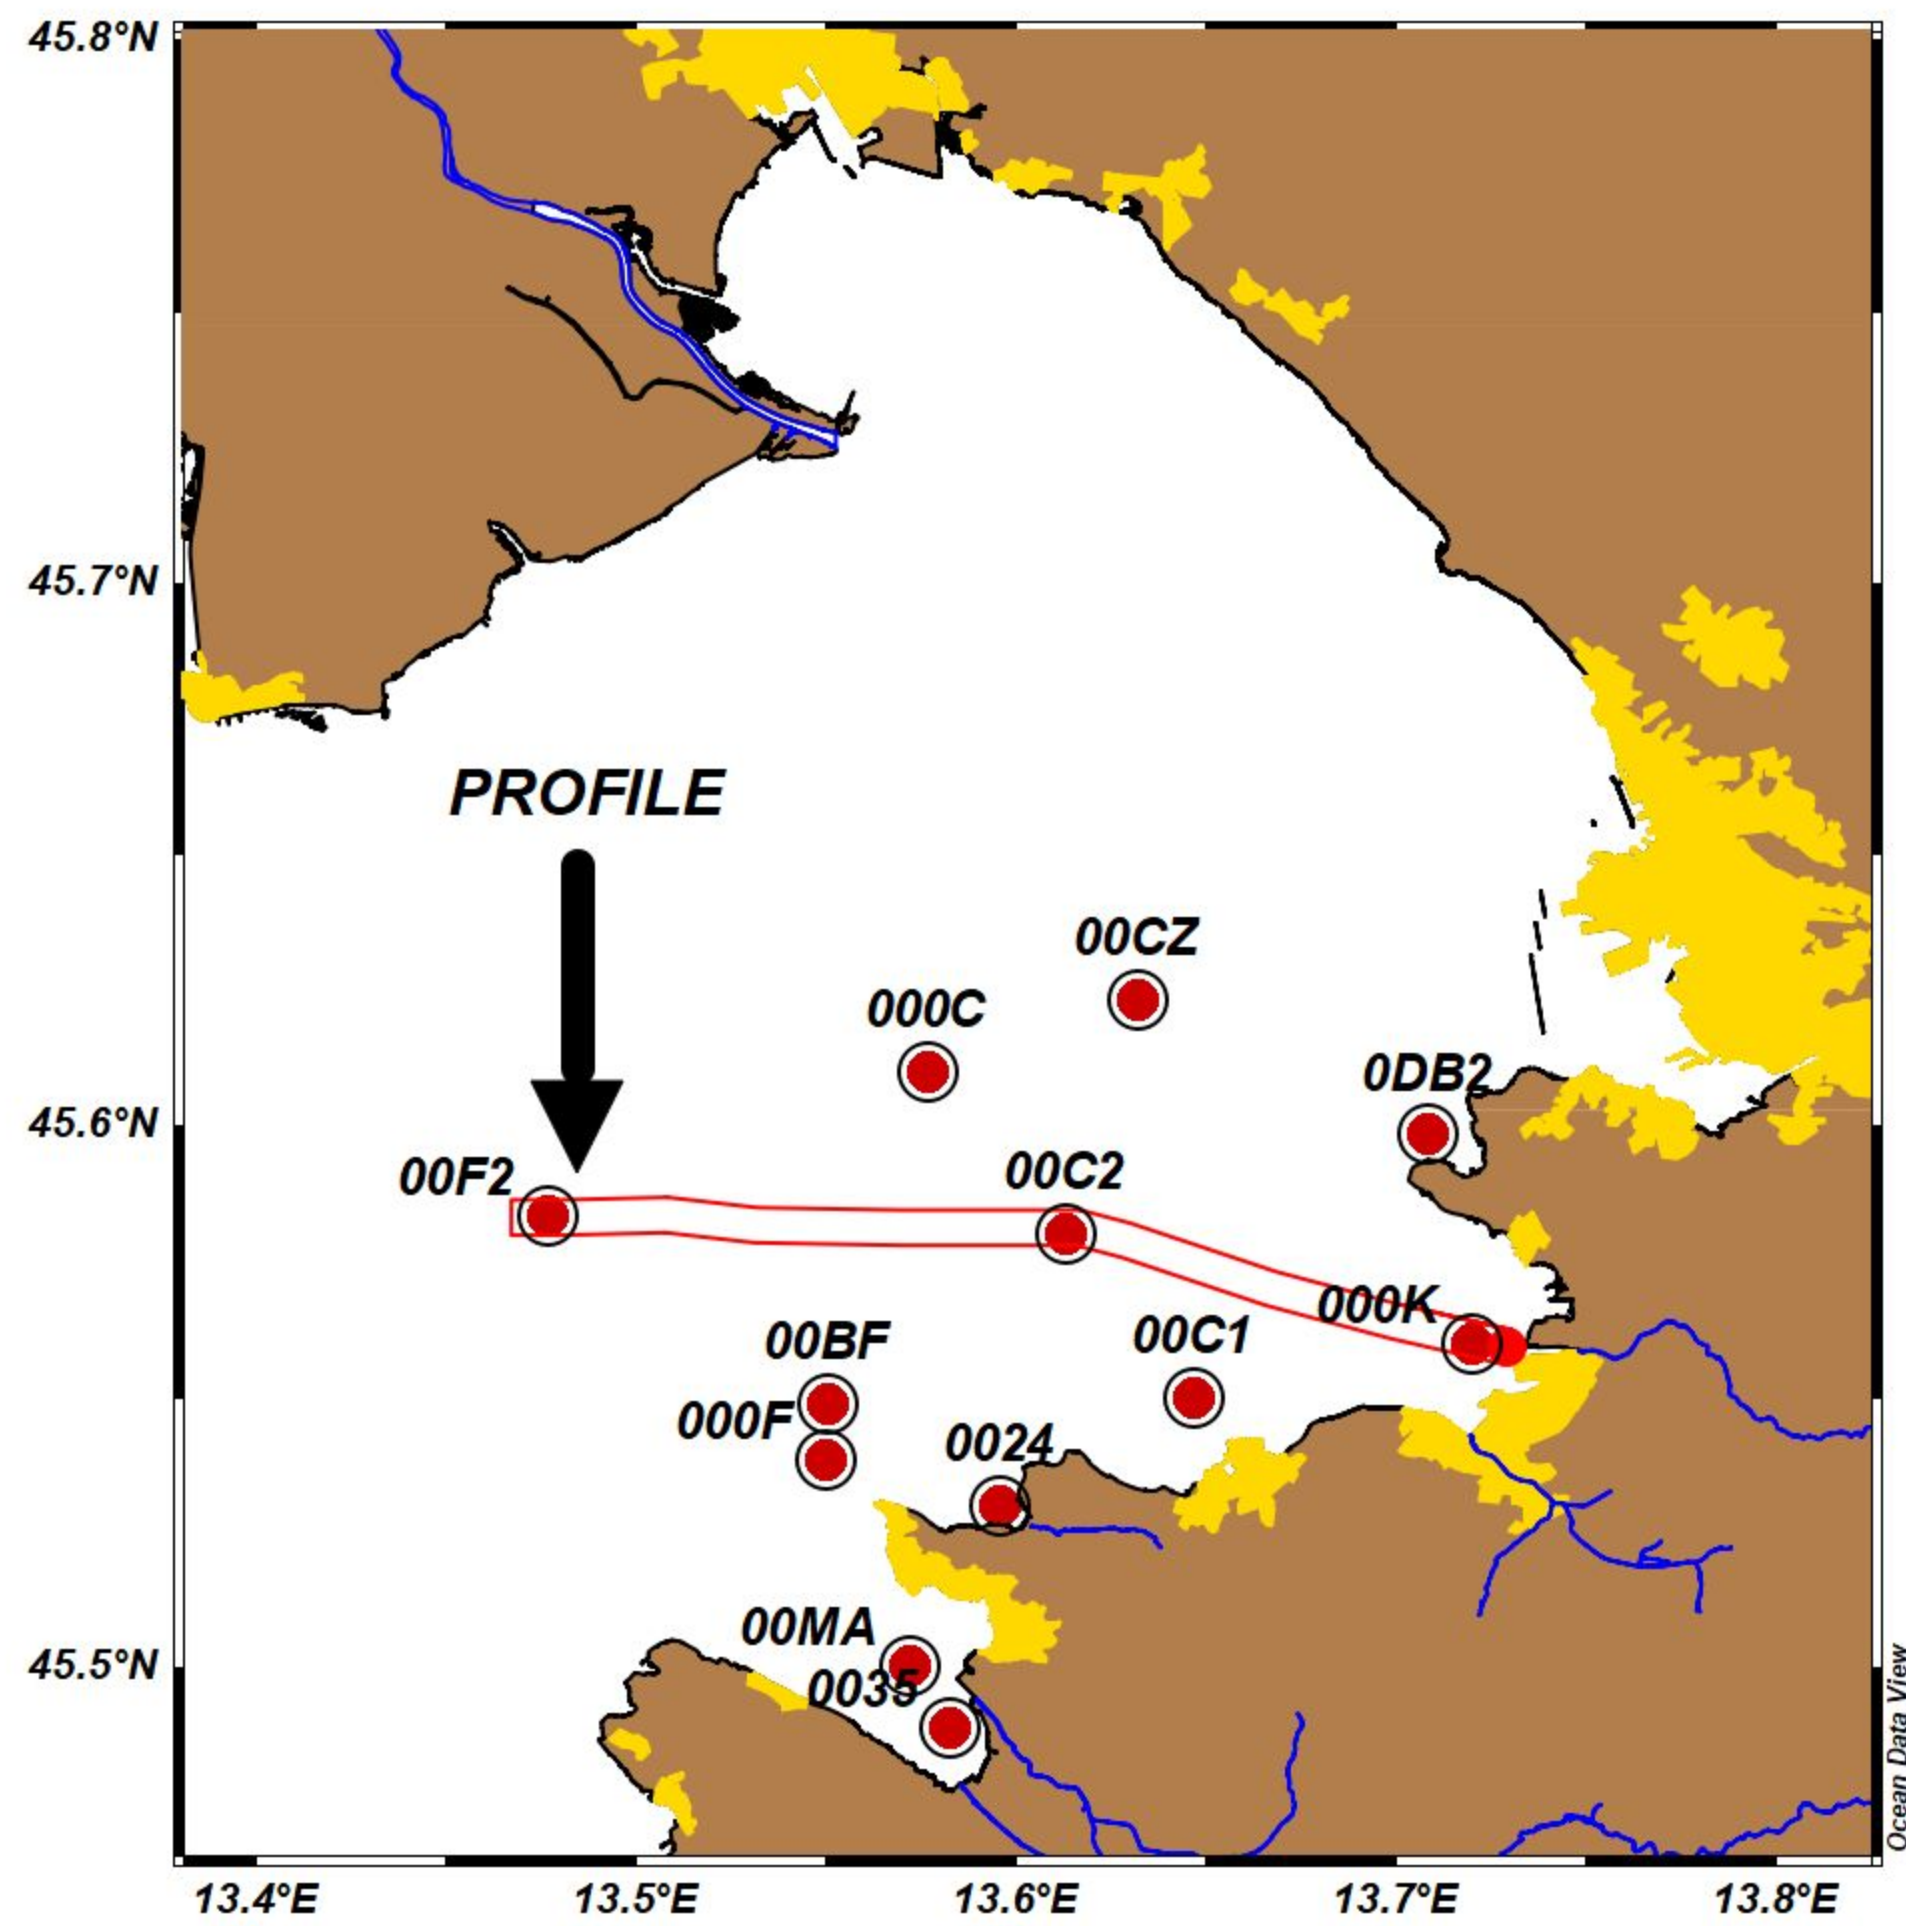 45.8°N
45.7°N
PROFILE
00CZ
000C
0DB2
45.6°N
00F2
00C2
000K
00BF
00C1
000F
0024
00MA
45.5°N
0035
Ocean Data View
13.4°E
13.5°E
13.6°E
13.7°E
13.8°E